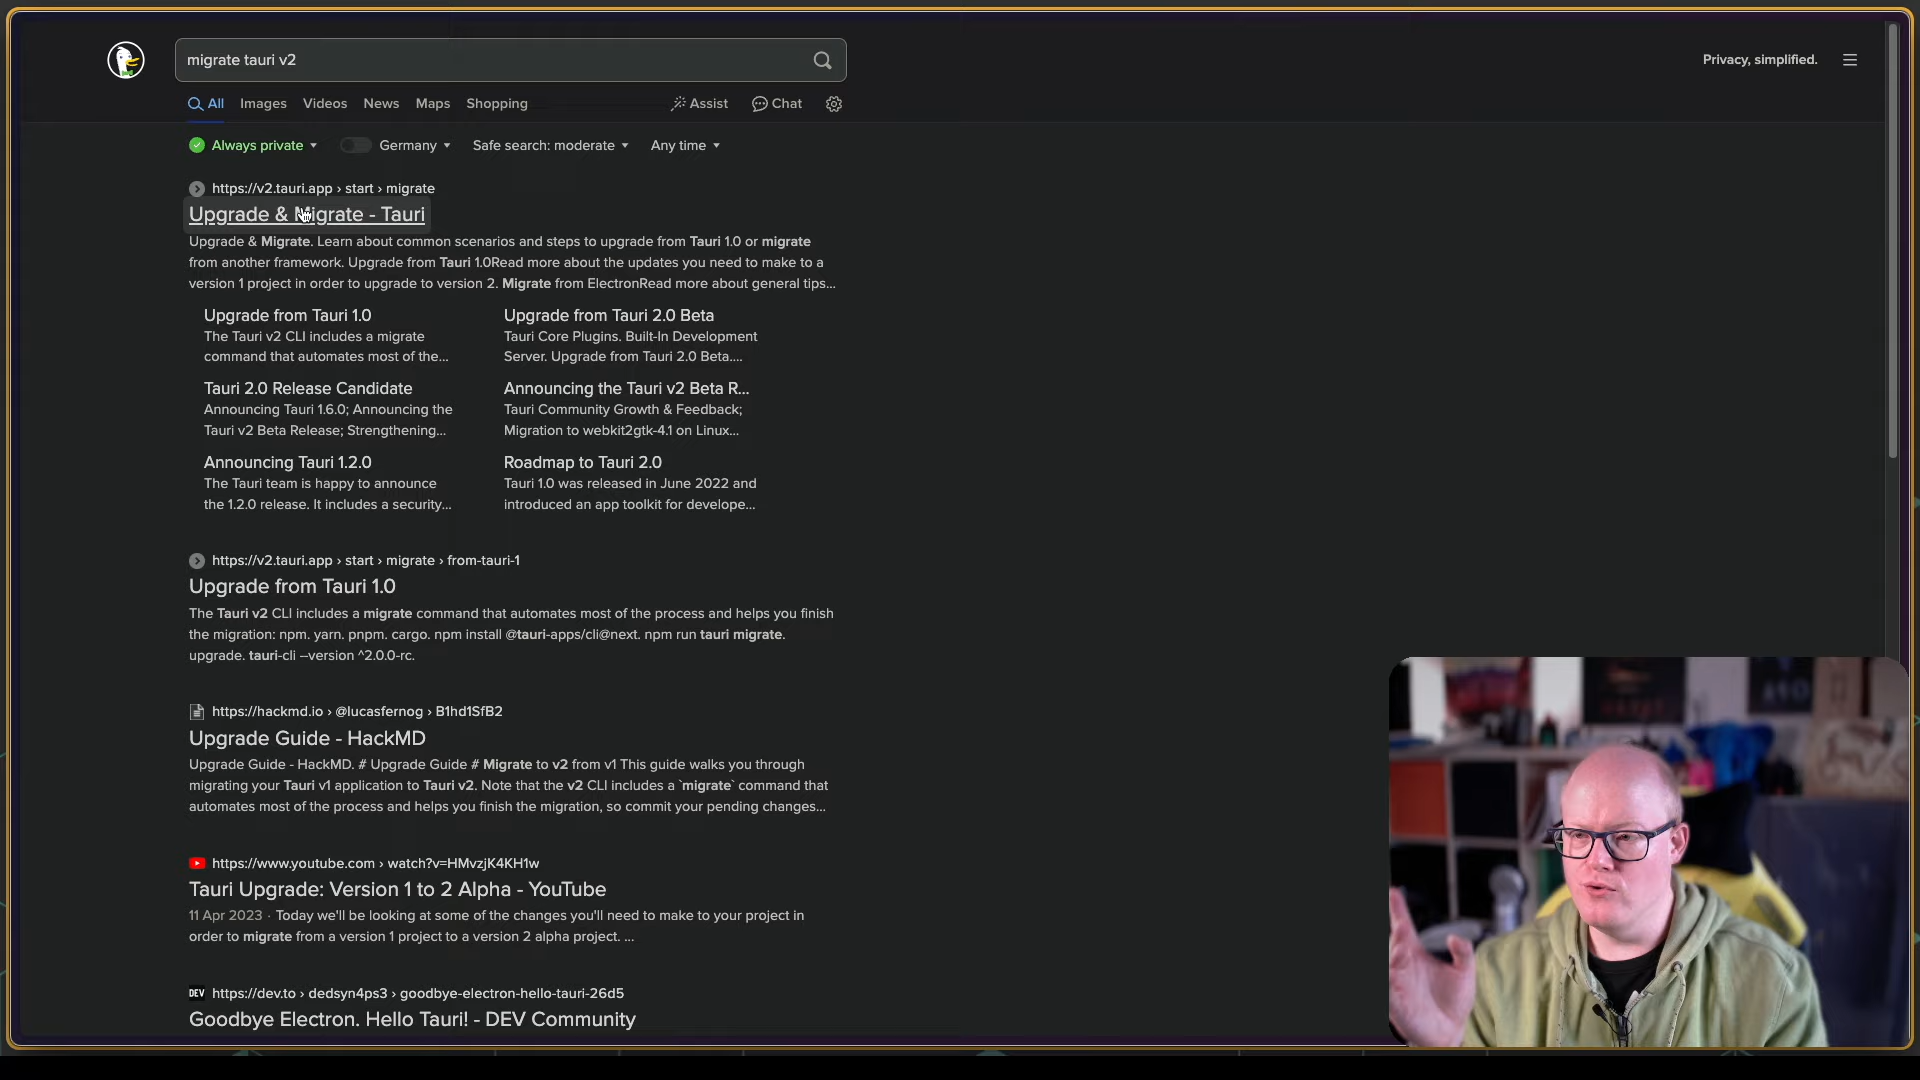 migrate tauri v2
Privacy, simplified.
All Images Videos News Maps Shopping Assist Chat
Always private Germany Safe search: moderate Any time
https://v2.tauri.app › start › migrate
Upgrade & Migrate - Tauri
Upgrade & Migrate. Learn about common scenarios and steps to upgrade from Tauri 1.0 or migrate
from another framework. Upgrade from Tauri 1.0Read more about the updates you need to make to a
version 1 project in order to upgrade to version 2. Migrate from ElectronRead more about general tips...
Upgrade from Tauri 1.0
The Tauri v2 CLI includes a migrate
command that automates most of the...
Upgrade from Tauri 2.0 Beta
Tauri Core Plugins. Built-In Development
Server. Upgrade from Tauri 2.0 Beta....
Tauri 2.0 Release Candidate
Announcing Tauri 1.6.0; Announcing the
Tauri v2 Beta Release; Strengthening...
Announcing the Tauri v2 Beta R...
Tauri Community Growth & Feedback;
Migration to webkit2gtk-4.1 on Linux...
Announcing Tauri 1.2.0
The Tauri team is happy to announce
the 1.2.0 release. It includes a security...
Roadmap to Tauri 2.0
Tauri 1.0 was released in June 2022 and
introduced an app toolkit for develope...
https://v2.tauri.app › start › migrate › from-tauri-1
Upgrade from Tauri 1.0
The Tauri v2 CLI includes a migrate command that automates most of the process and helps you finish
the migration: npm. yarn. pnpm. cargo. npm install @tauri-apps/cli@next. npm run tauri migrate.
upgrade. tauri-cli --version ^2.0.0-rc.
https://hackmd.io › @lucasfernog › B1hd1SfB2
Upgrade Guide - HackMD
Upgrade Guide - HackMD. # Upgrade Guide # Migrate to v2 from v1 This guide walks you through
migrating your Tauri v1 application to Tauri v2. Note that the v2 CLI includes a `migrate` command that
automates most of the process and helps you finish the migration, so commit your pending changes...
https://www.youtube.com › watch?v=HMvzjK4KH1w
Tauri Upgrade: Version 1 to 2 Alpha - YouTube
11 Apr 2023 · Today we'll be looking at some of the changes you'll need to make to your project in
order to migrate from a version 1 project to a version 2 alpha project. ...
DEV https://dev.to › dedsyn4ps3 › goodbye-electron-hello-tauri-26d5
Goodbye Electron. Hello Tauri! - DEV Community